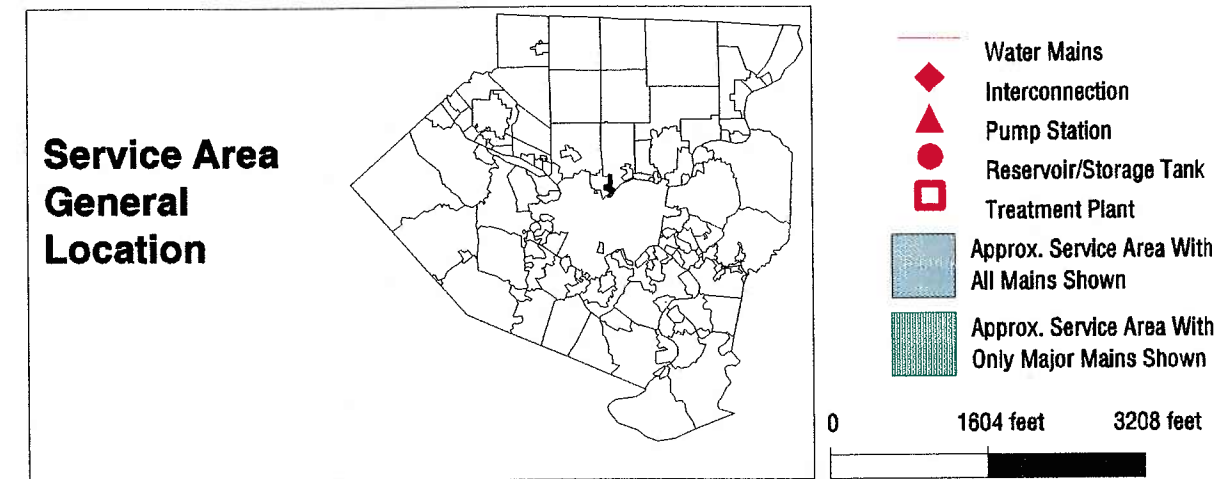 Service Area
General
Location
Water Mains
Interconnection
Pump Station
Reservoir/Storage Tank
Treatment Plant
Approx. Service Area With
All Mains Shown
Approx. Service Area With
Only Major Mains Shown
0 1604 feet 3208 feet